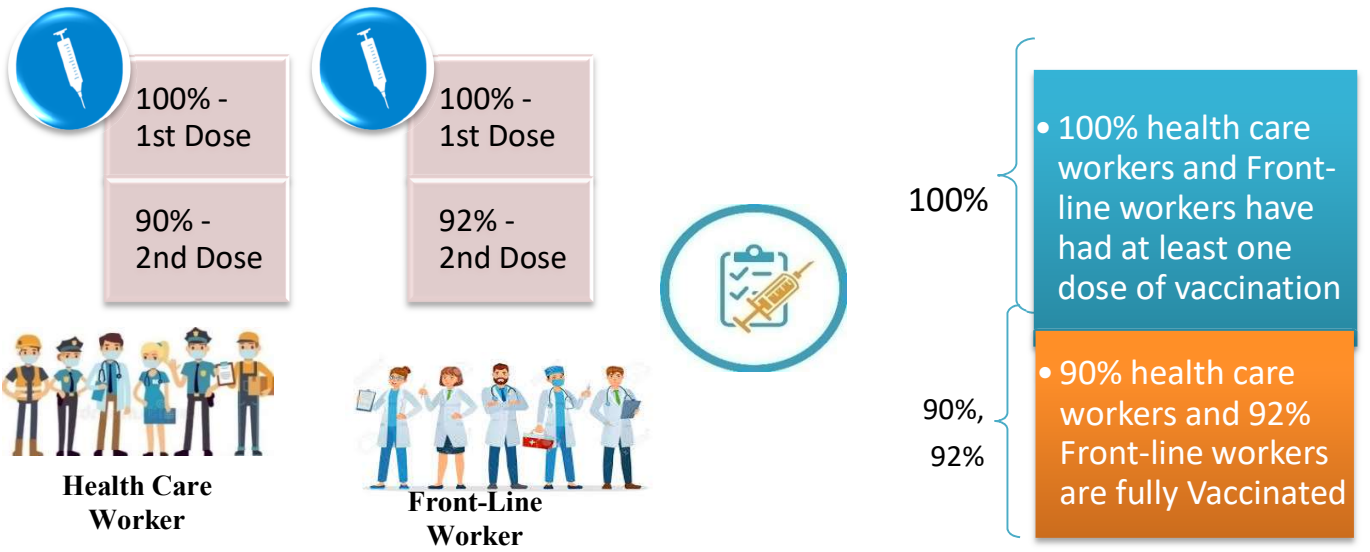 100% -
1st Dose
90% -
2nd Dose
Health Care
Worker
100% -
1st Dose
92% -
2nd Dose
Front-Line
Worker
100%
• 100% health care
workers and Front-
line workers have
had at least one
dose of vaccination
90%,
92%
• 90% health care
workers and 92%
Front-line workers
are fully Vaccinated